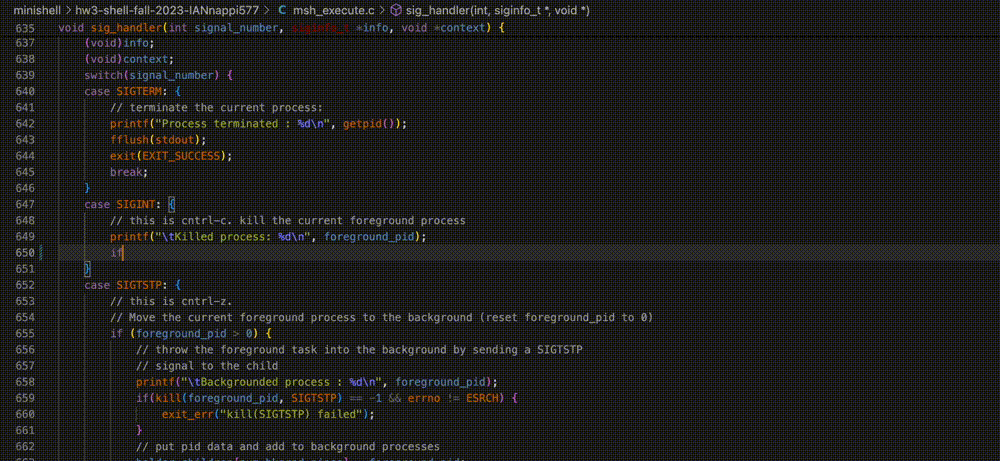 minishell > hw3-shell-fall-2023-IANnappi577 > C msh_execute.c > sig_handler(int, siginfo_t *, void *)
635 void sig_handler(int signal_number, siginfo_t *info, void *context) {
637 (void)info;
638 (void)context;
639 switch(signal_number) {
640 case SIGTERM: {
641 // terminate the current process:
642 printf("Process terminated : %d\n", getpid());
643 fflush(stdout);
644 exit(EXIT_SUCCESS);
645 break;
646 }
647 case SIGINT: {
648 // this is cntrl-c. kill the current foreground process
649 printf("\tKilled process: %d\n", foreground_pid);
650 if
651 }
652 case SIGTSTP: {
653 // this is cntrl-z.
654 // Move the current foreground process to the background (reset foreground_pid to 0)
655 if (foreground_pid > 0) {
656 // throw the foreground task into the background by sending a SIGTSTP
657 // signal to the child
658 printf("\tBackgrounded process : %d\n", foreground_pid);
659 if(kill(foreground_pid, SIGTSTP) == -1 && errno != ESRCH) {
660 exit_err("kill(SIGTSTP) failed");
661 }
662 // put pid data and add to background processes